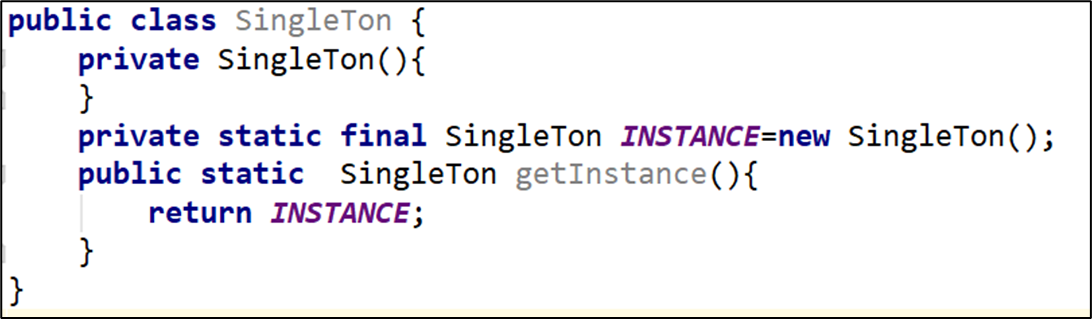 public class SingleTon {
    private SingleTon(){
    }
    private static final SingleTon INSTANCE=new SingleTon();
    public static  SingleTon getInstance(){
        return INSTANCE;
    }
}